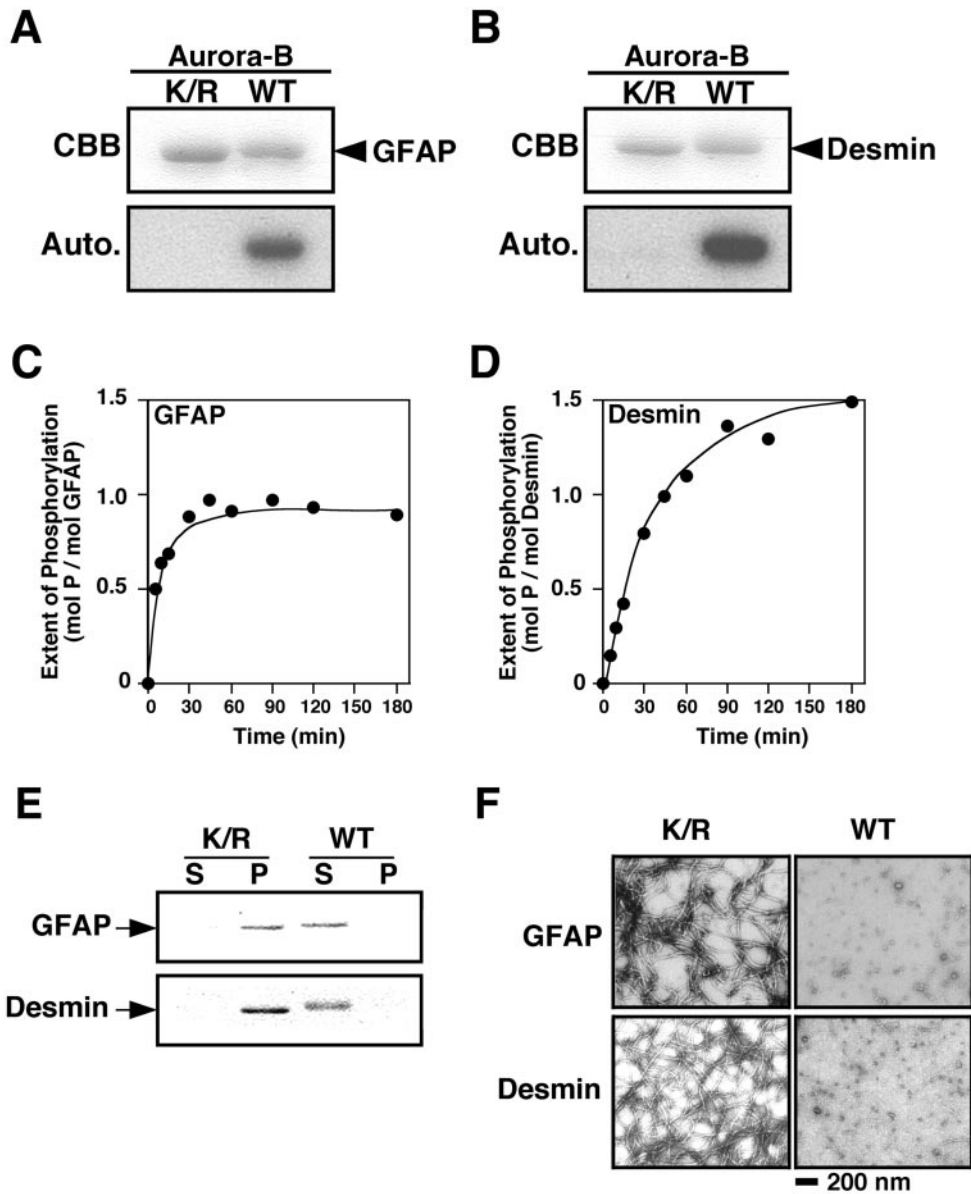 A
Aurora-B
K/R WT
CBB
GFAP
Auto.
B
Aurora-B
K/R WT
CBB
Desmin
Auto.
C
GFAP
Extent of Phosphorylation
(mol P / mol GFAP)
1.5
1.0
0.5
0
0 30 60 90 120 150 180
Time (min)
D
Desmin
Extent of Phosphorylation
(mol P / mol Desmin)
1.5
1.0
0.5
0
0 30 60 90 120 150 180
Time (min)
E
K/R WT
S P S P
GFAP
Desmin
F
K/R WT
GFAP
Desmin
200 nm